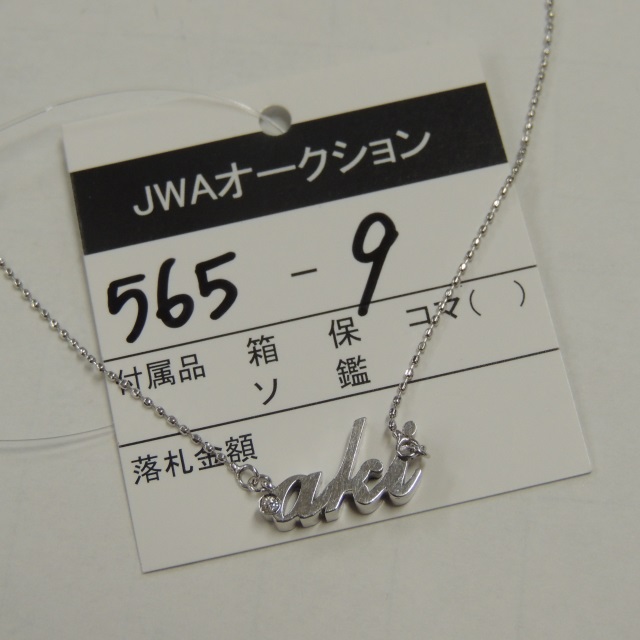 JWAオークション
565 - 9
付属品 箱 保 コマ( )
ソ 鑑
落札金額
aki